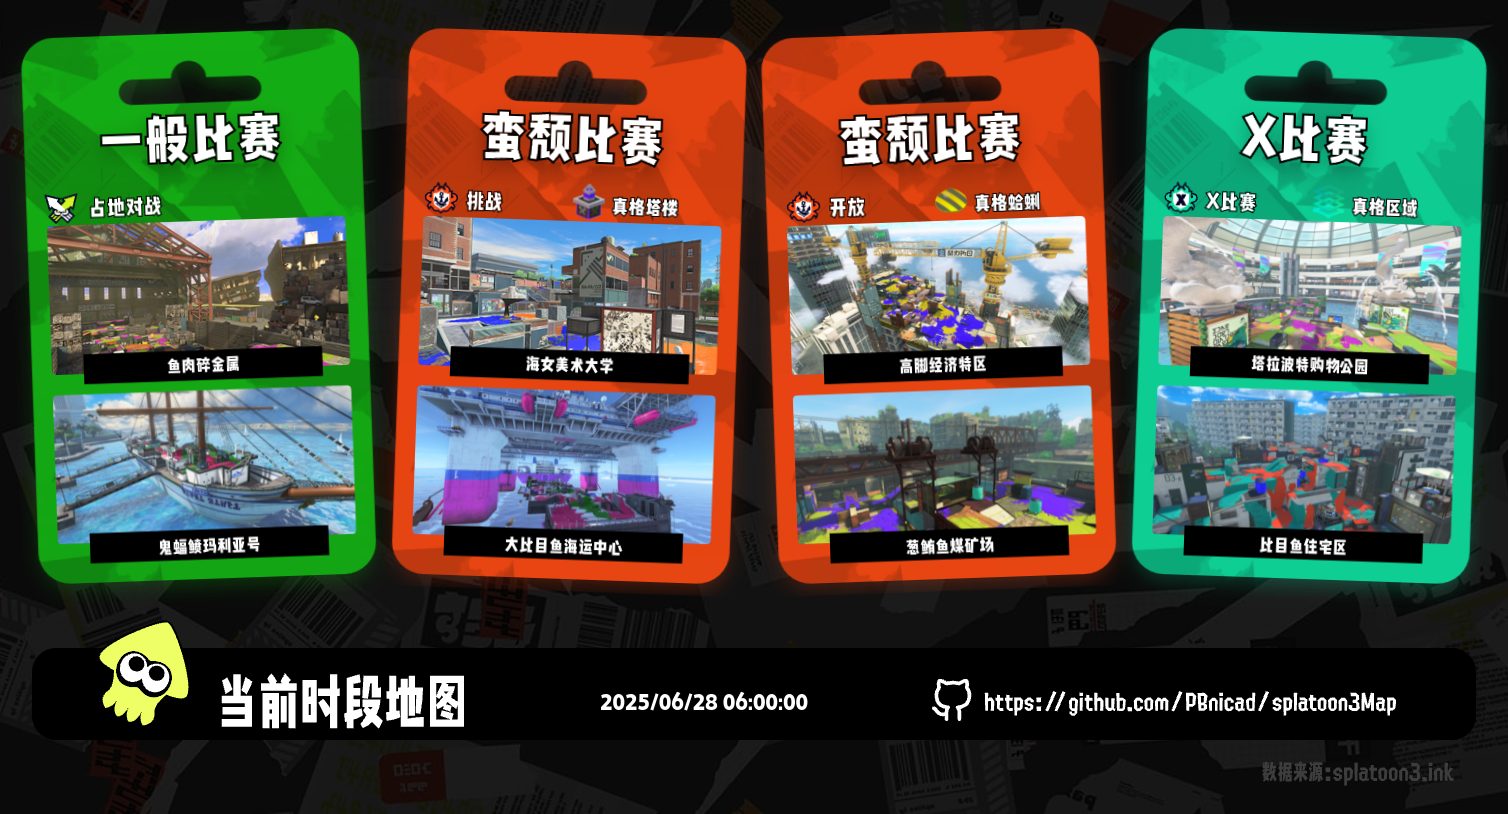 一般比赛
占地对战
鱼肉碎金属
鬼蝠鲼玛利亚号
蛮颓比赛
挑战
真格塔楼
海女美术大学
大比目鱼海运中心
蛮颓比赛
开放
真格蛤蜊
高脚经济特区
葱鲔鱼煤矿场
X比赛
X比赛
真格区域
塔拉波特购物公园
比目鱼住宅区
当前时段地图
2025/06/28 06:00:00
https://github.com/PBnicad/splatoon3Map
数据来源:splatoon3.ink